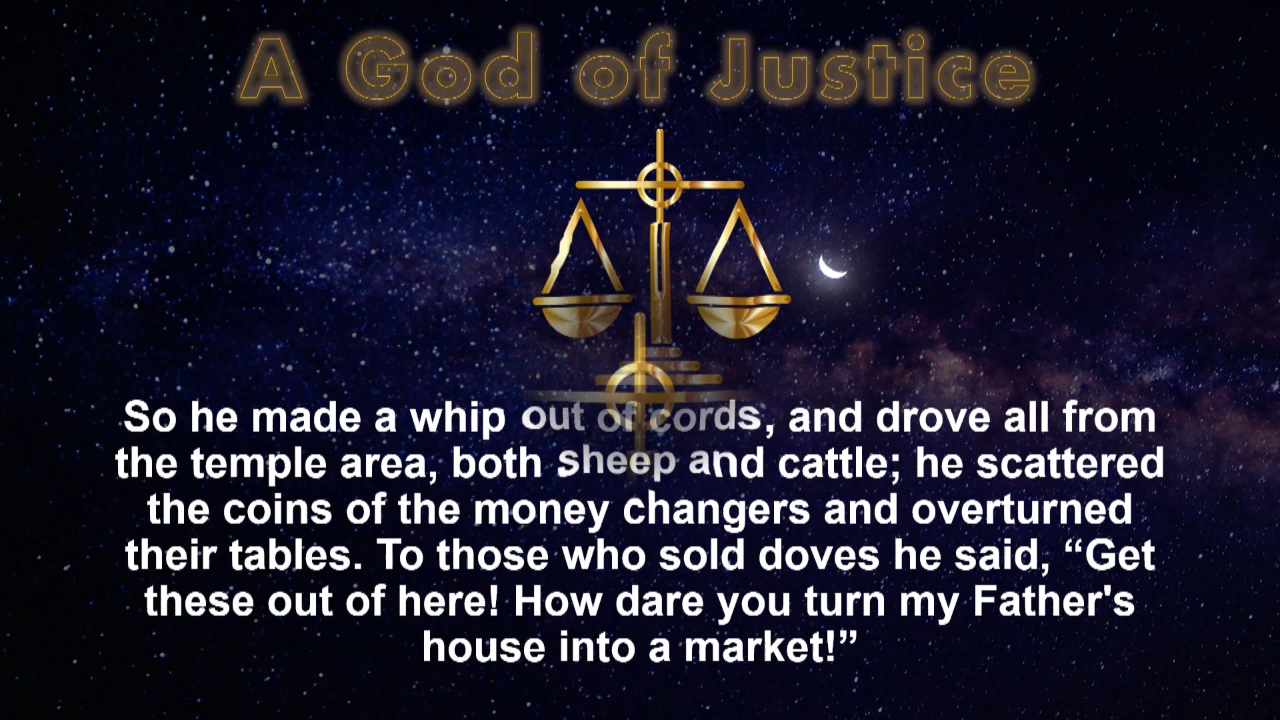 A God of Justice
So he made a whip out of cords, and drove all from
the temple area, both sheep and cattle; he scattered
the coins of the money changers and overturned
their tables. To those who sold doves he said, “Get
these out of here! How dare you turn my Father's
house into a market!”